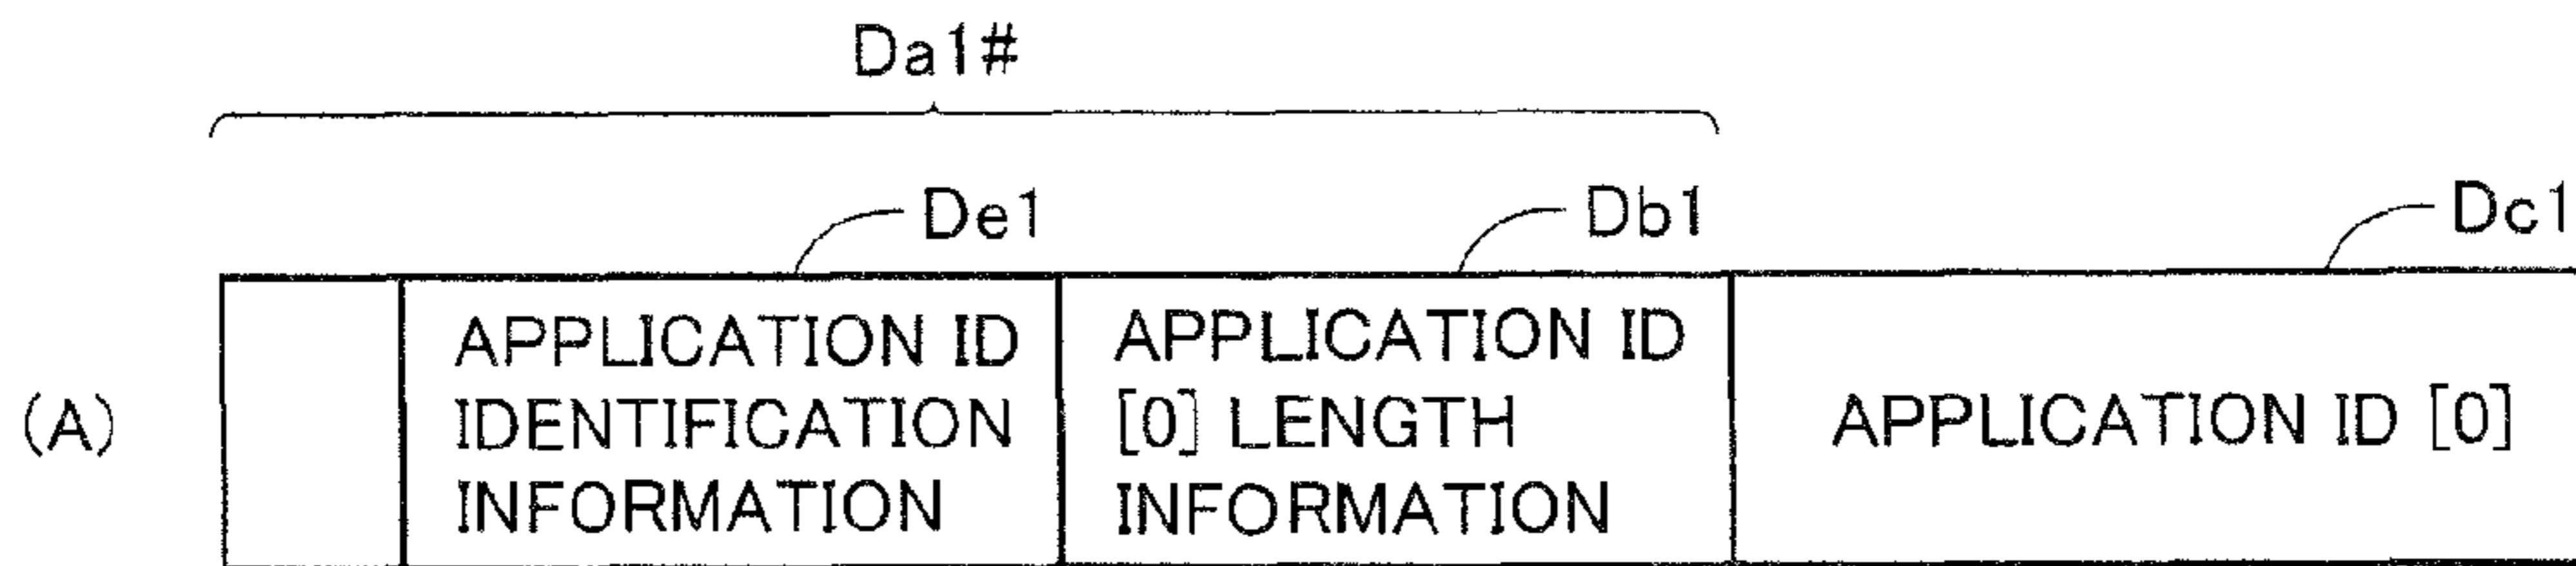 Da1#
De1
Db1
Dc1
(A)
APPLICATION ID
IDENTIFICATION
INFORMATION
APPLICATION ID
[0] LENGTH
INFORMATION
APPLICATION ID [0]